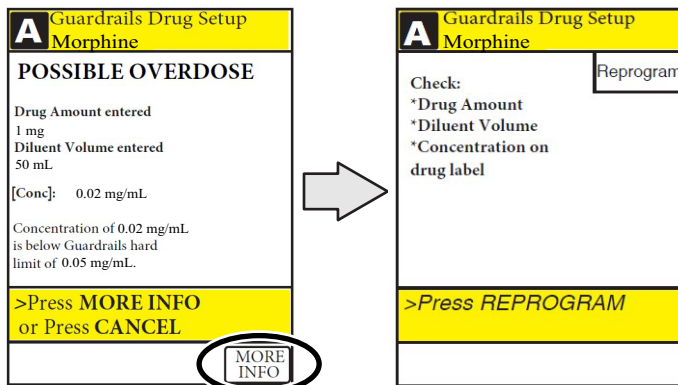 A
Guardrails Drug Setup
Morphine
POSSIBLE OVERDOSE
Drug Amount entered
1 mg
Diluent Volume entered
50 mL
[Conc]: 0.02 mg/mL
Concentration of 0.02 mg/mL
is below Guardrails hard
limit of 0.05 mg/mL.
>Press MORE INFO
or Press CANCEL
MORE
INFO
A
Guardrails Drug Setup
Morphine
Reprogram
Check:
*Drug Amount
*Diluent Volume
*Concentration on
drug label
>Press REPROGRAM